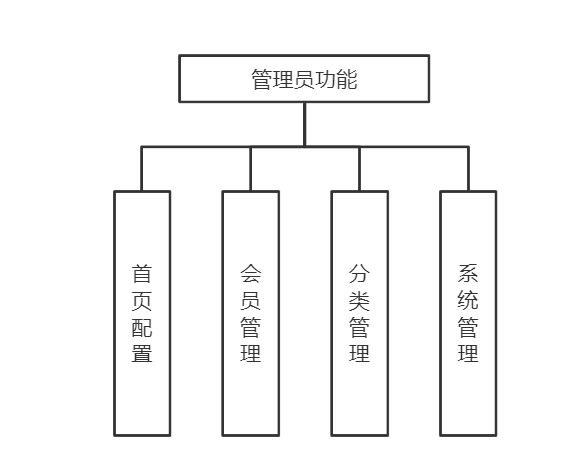 管理员功能
首页配置
会员管理
分类管理
系统管理